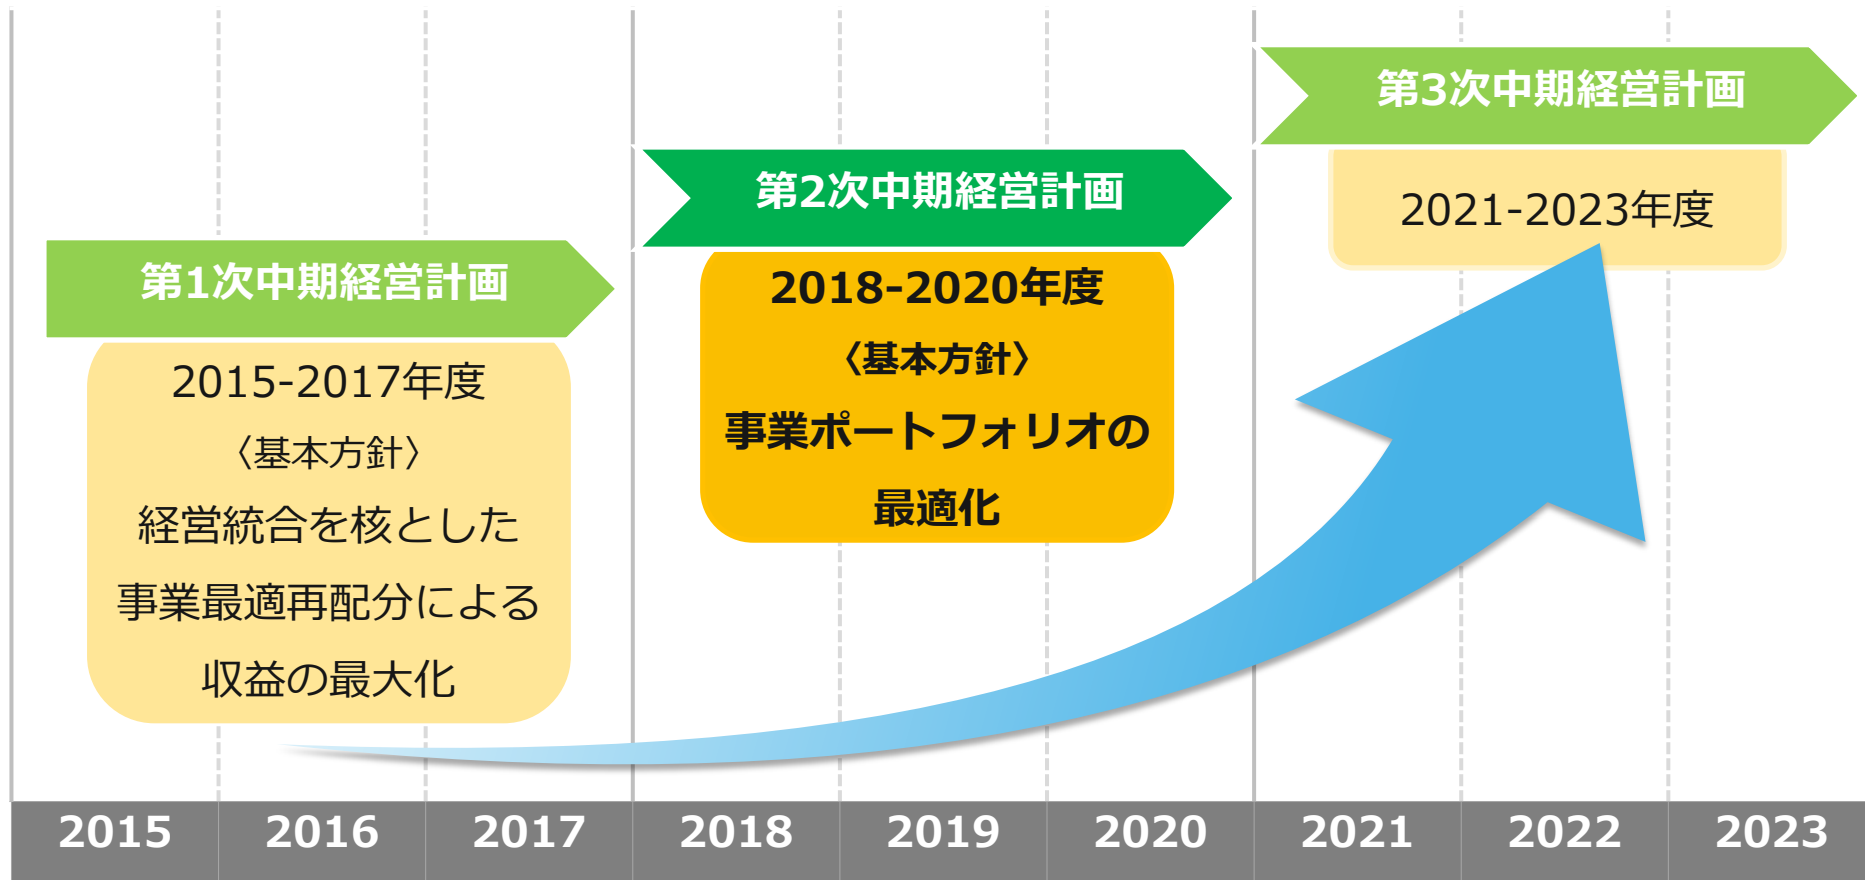 第1次中期経営計画
2015-2017年度
〈基本方針〉
経営統合を核とした
事業最適再配分による
収益の最大化
第2次中期経営計画
2018-2020年度
〈基本方針〉
事業ポートフォリオの
最適化
第3次中期経営計画
2021-2023年度
2015 2016 2017 2018 2019 2020 2021 2022 2023